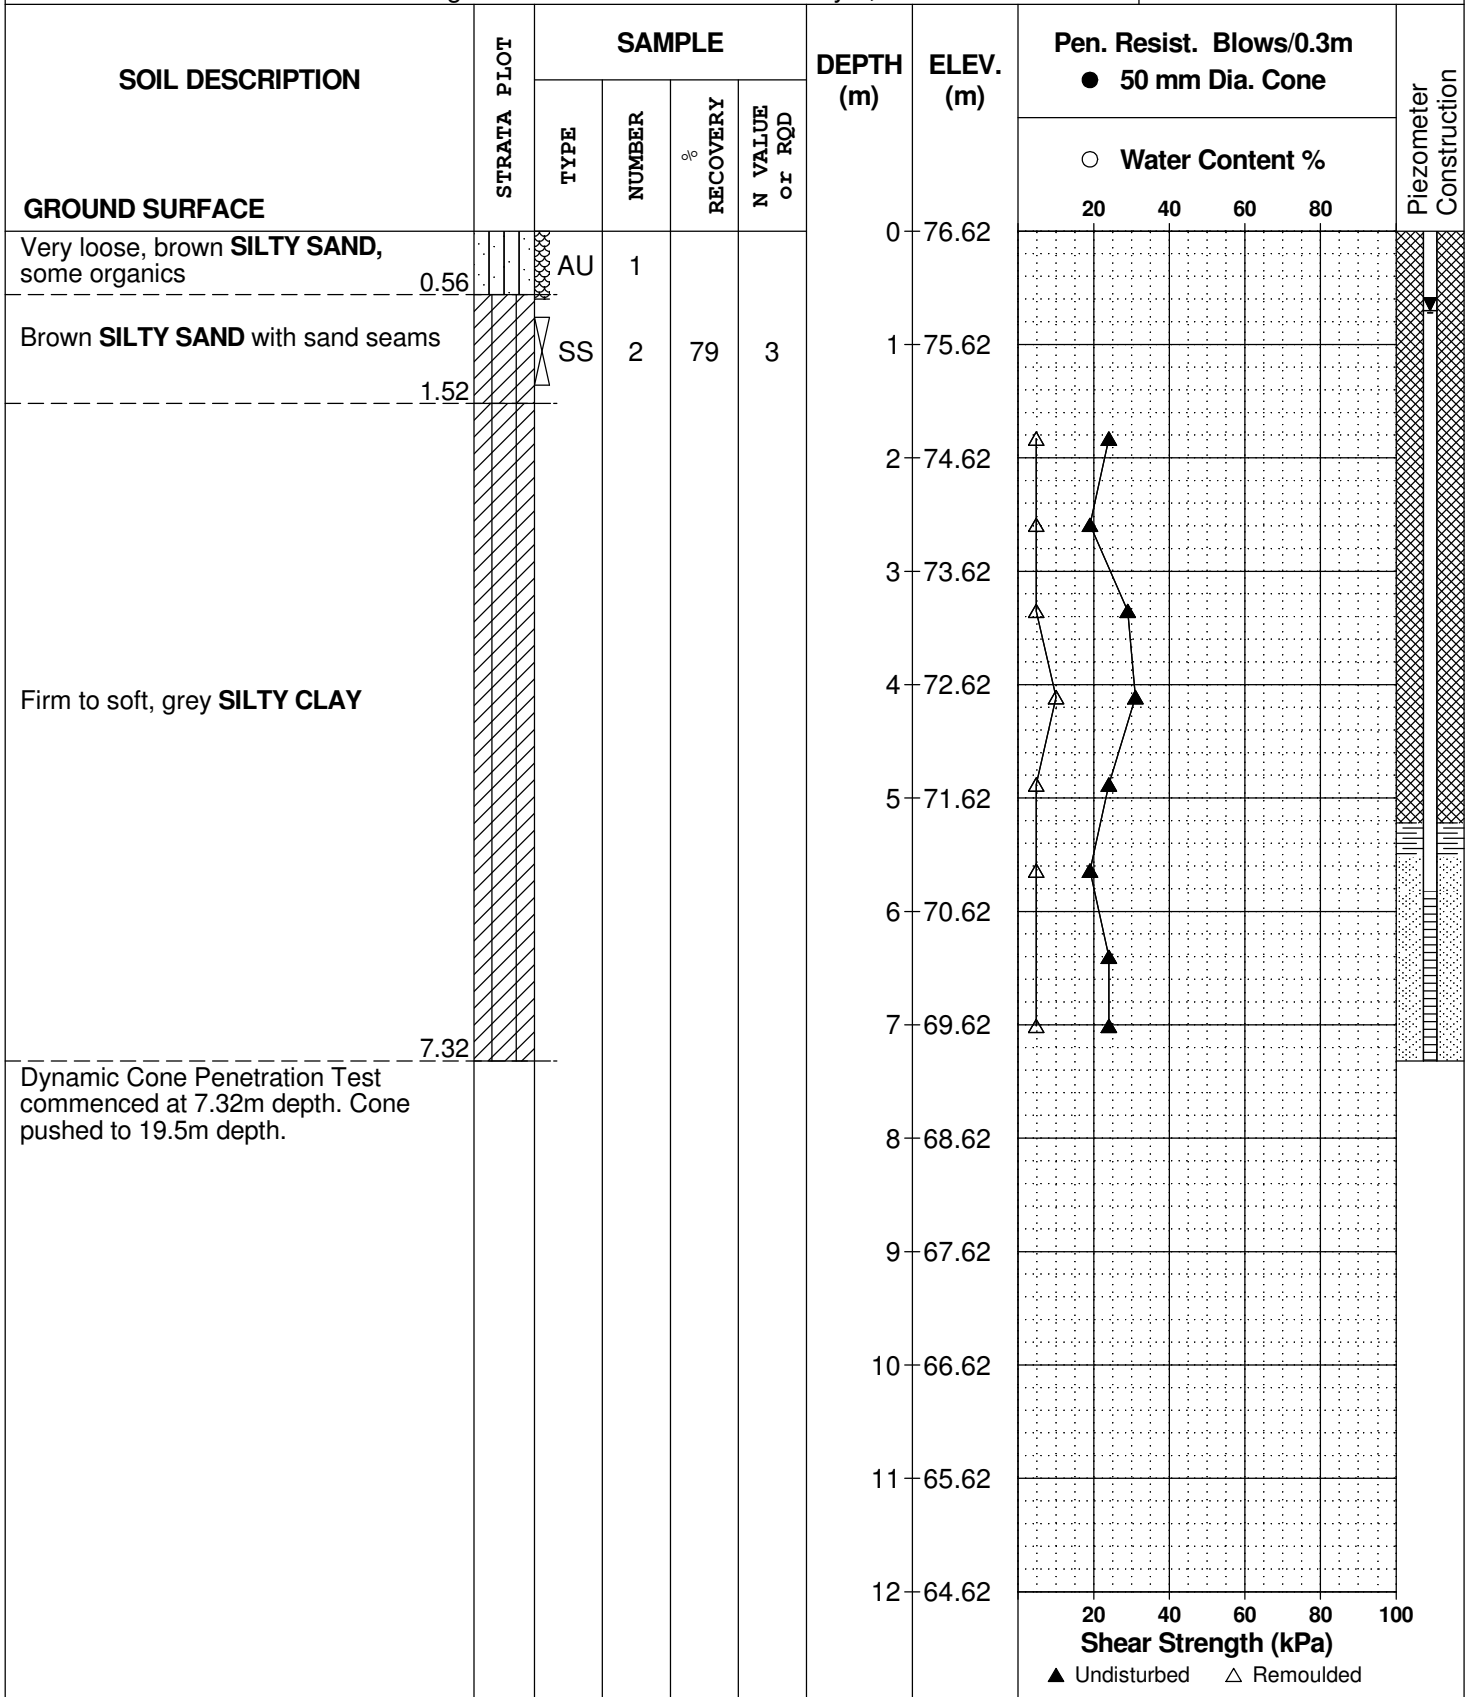 SOIL DESCRIPTION
GROUND SURFACE
STRATA PLOT
SAMPLE
TYPE
NUMBER
% RECOVERY
N VALUE or RQD
DEPTH (m)
ELEV. (m)
Pen. Resist. Blows/0.3m
● 50 mm Dia. Cone
○ Water Content %
20 40 60 80
Piezometer Construction
0 76.62
Very loose, brown SILTY SAND,
some organics
0.56
AU 1
Brown SILTY SAND with sand seams
SS 2 79 3
1 75.62
1.52
2 74.62
3 73.62
Firm to soft, grey SILTY CLAY
4 72.62
5 71.62
6 70.62
7 69.62
7.32
Dynamic Cone Penetration Test
commenced at 7.32m depth. Cone
pushed to 19.5m depth.
8 68.62
9 67.62
10 66.62
11 65.62
12 64.62
20 40 60 80 100
Shear Strength (kPa)
▲ Undisturbed △ Remoulded